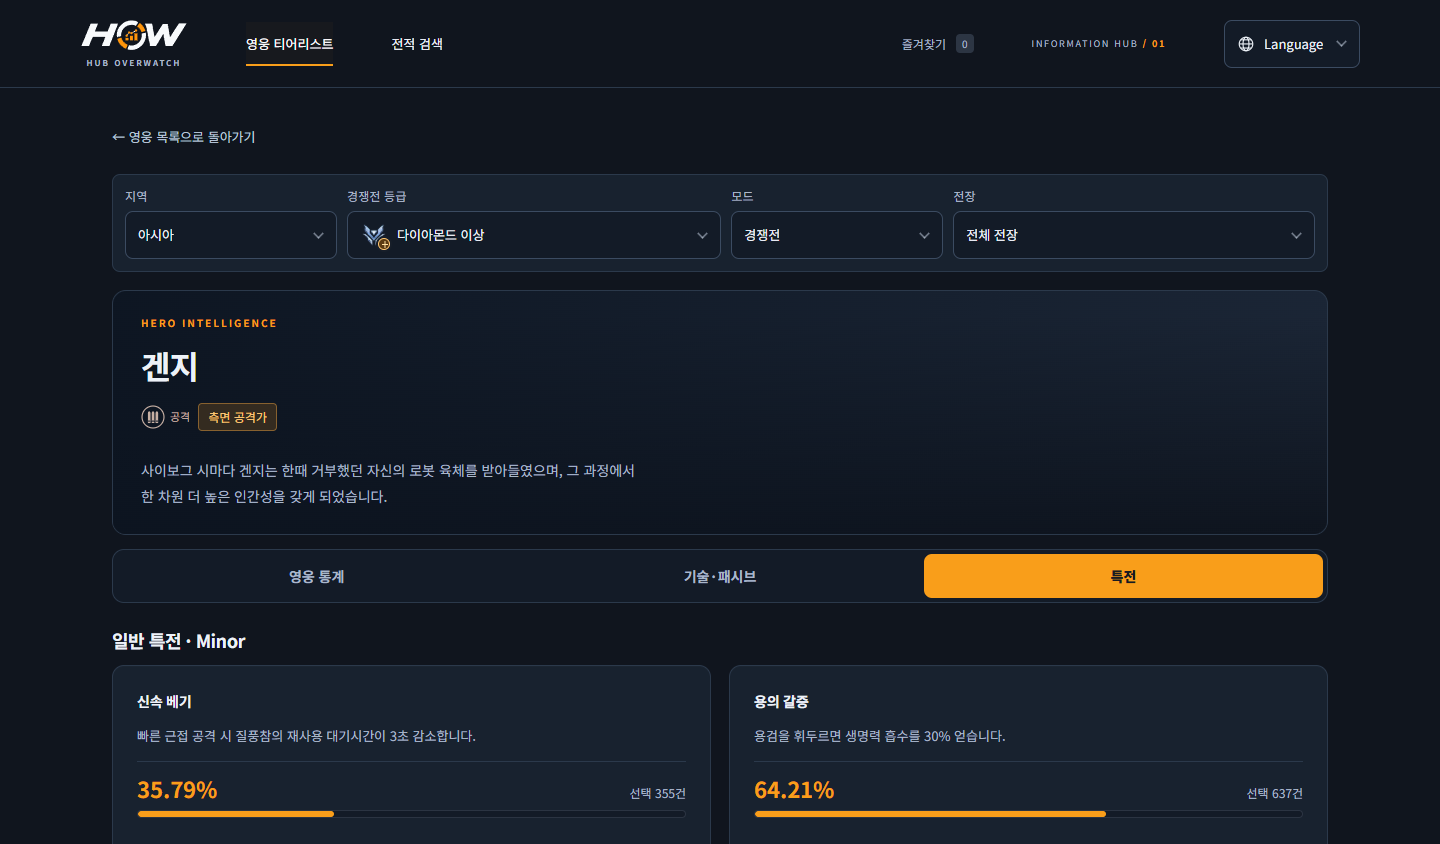 HOW
HUB OVERWATCH
영웅 티어리스트
전적 검색
즐겨찾기 0
INFORMATION HUB / 01
Language
← 영웅 목록으로 돌아가기
지역
경쟁전 등급
모드
전장
아시아
다이아몬드 이상
경쟁전
전체 전장
HERO INTELLIGENCE
겐지
공격
측면 공격가
사이보그 시마다 겐지는 한때 거부했던 자신의 로봇 육체를 받아들였으며, 그 과정에서
한 차원 더 높은 인간성을 갖게 되었습니다.
영웅 통계
기술·패시브
특전
일반 특전 · Minor
신속 베기
빠른 근접 공격 시 질풍참의 재사용 대기시간이 3초 감소합니다.
35.79%
선택 355건
용의 갈증
용검을 휘두르면 생명력 흡수를 30% 얻습니다.
64.21%
선택 637건